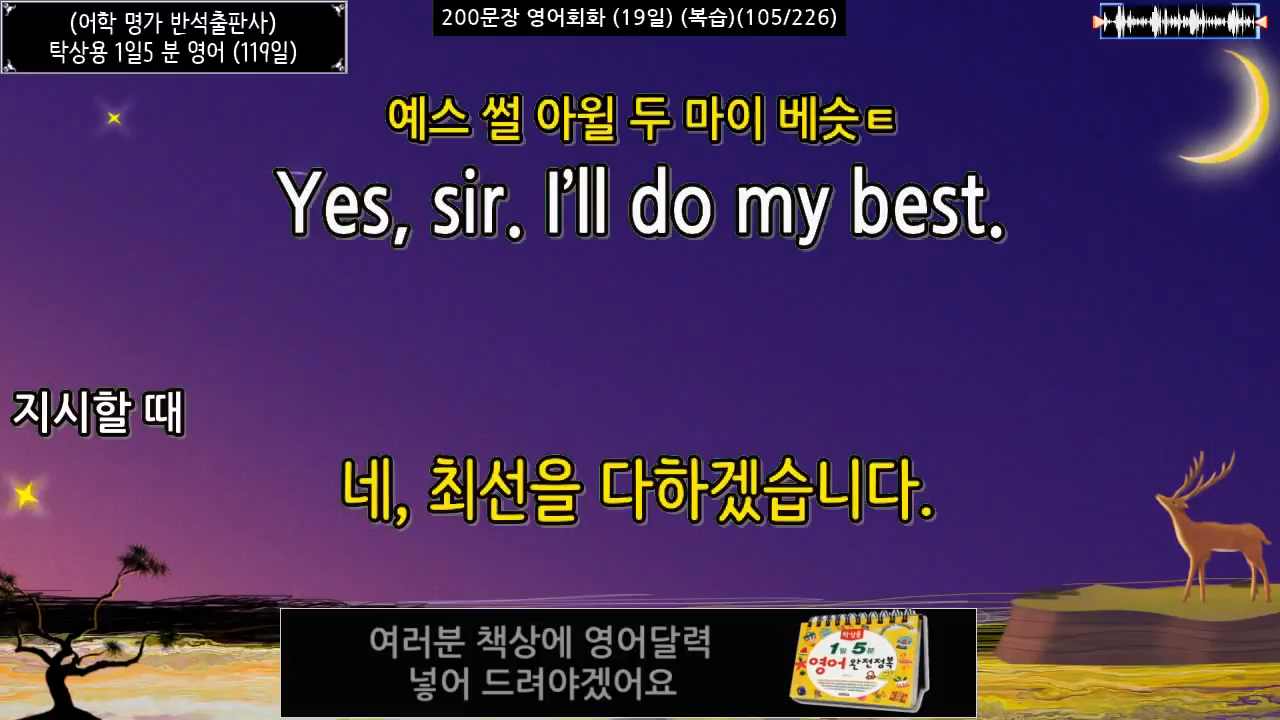 (어학 명가 반석출판사)
탁상용 1일5 분 영어 (119일)
200문장 영어회화 (19일) (복습)(105/226)
예스 썰 아윌 두 마이 베슷ㅌ
Yes, sir. I'll do my best.
지시할 때
네, 최선을 다하겠습니다.
여러분 책상에 영어달력
넣어 드려야겠어요
탁상용
1일 5분
영어 완전정복